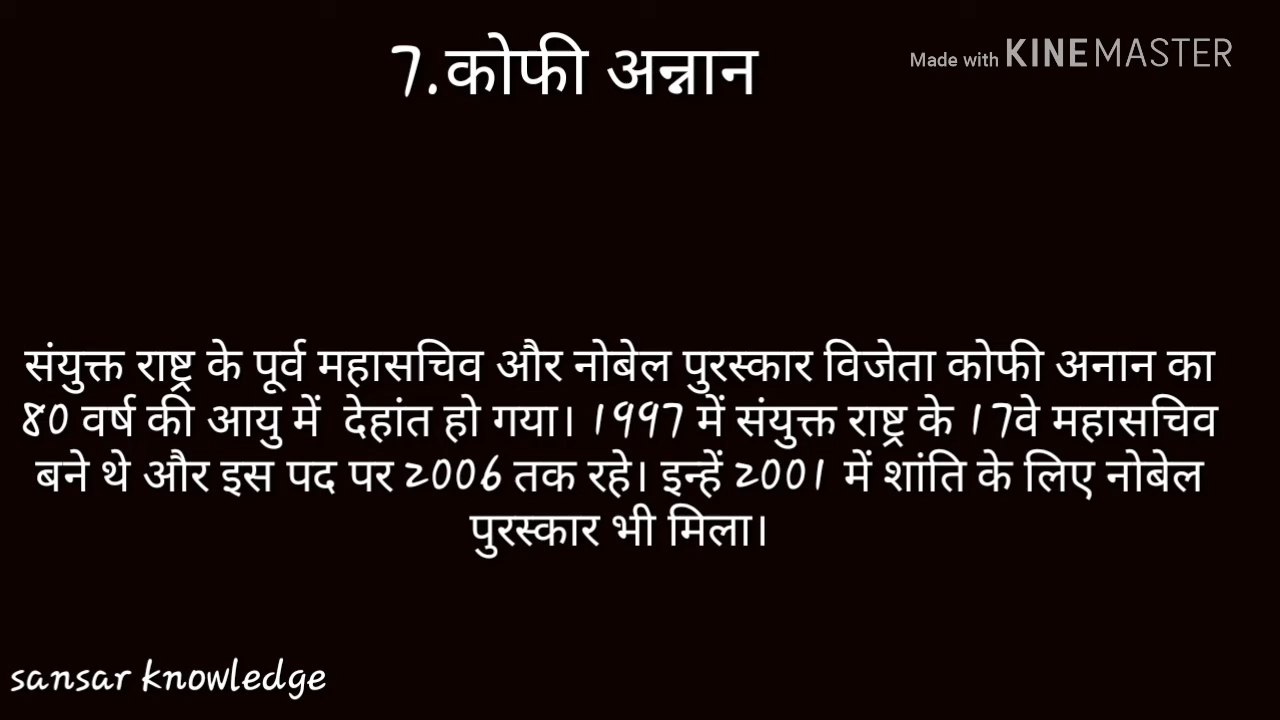 7.कोफी अन्नान
Made with KINEMASTER
संयुक्त राष्ट्र के पूर्व महासचिव और नोबेल पुरस्कार विजेता कोफी अनान का
80 वर्ष की आयु में देहांत हो गया। 1997 में संयुक्त राष्ट्र के 17वे महासचिव
बने थे और इस पद पर 2006 तक रहे। इन्हें 2001 में शांति के लिए नोबेल
पुरस्कार भी मिला।
sansar knowledge